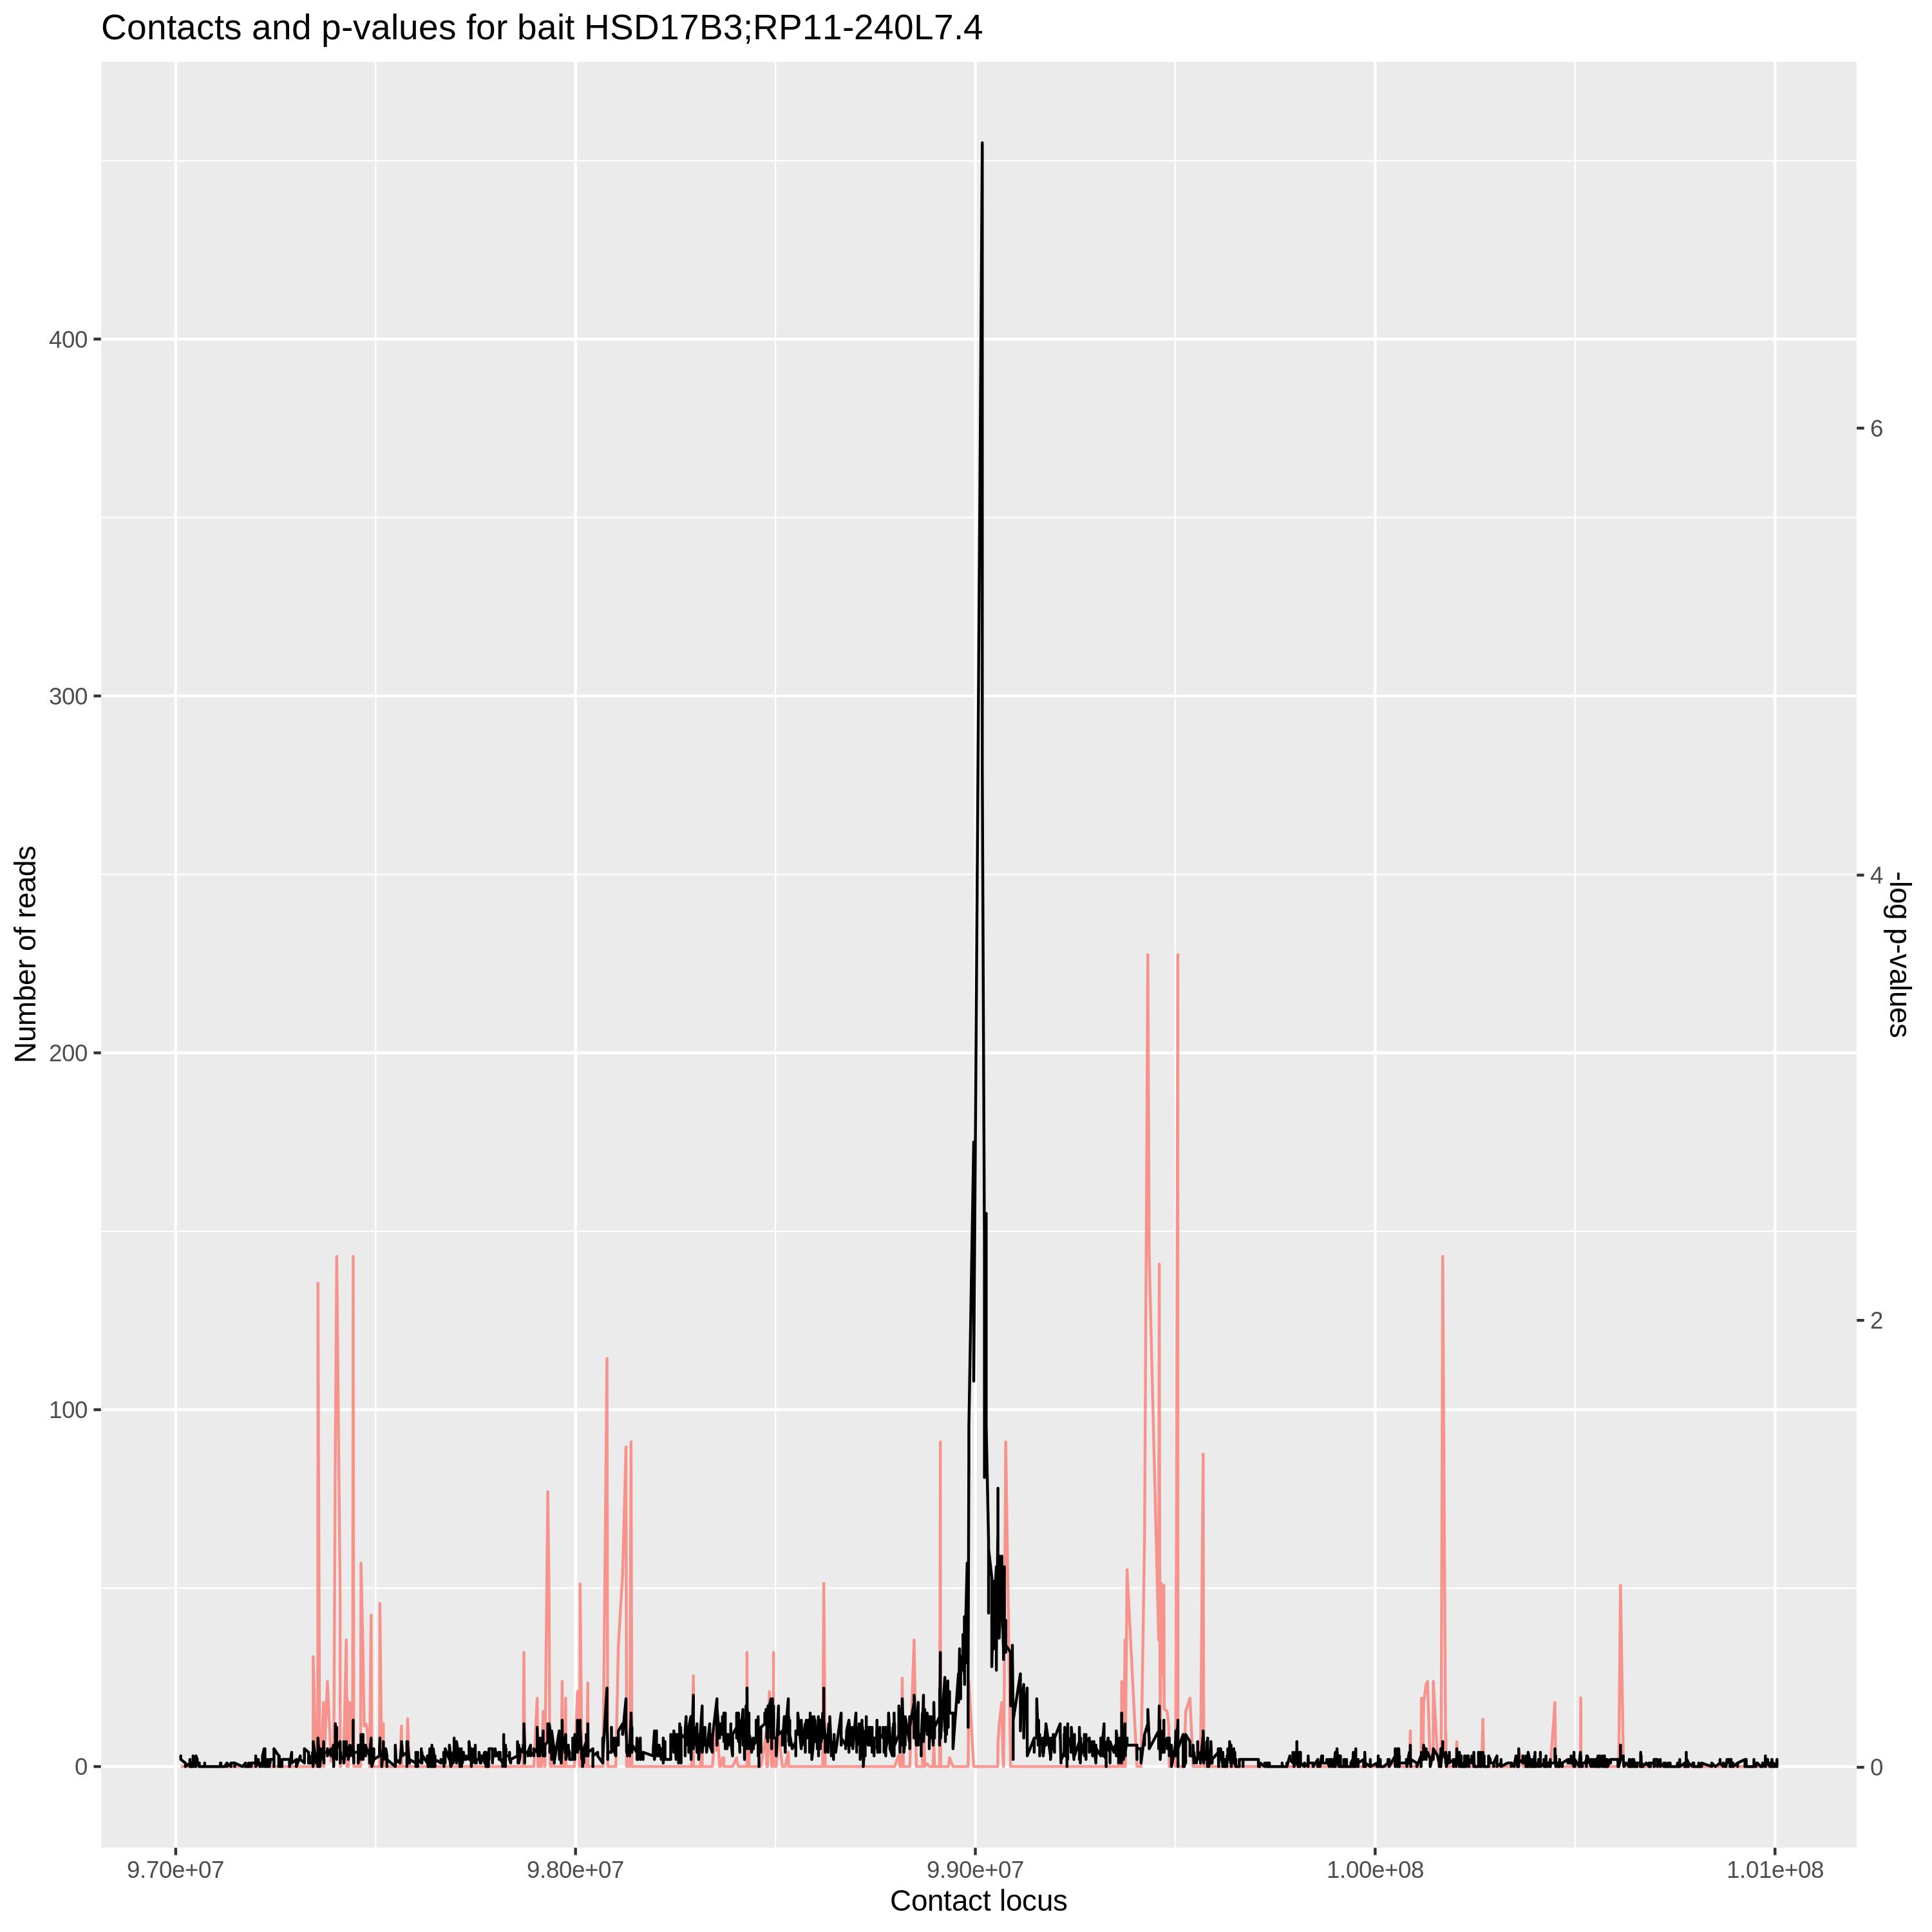 Contacts and p-values for bait HSD17B3;RP11-240L7.4
Number of reads
400
300
200
100
0
6
4
2
0
-log p-values
9.70e+07
9.80e+07
9.90e+07
1.00e+08
1.01e+08
Contact locus